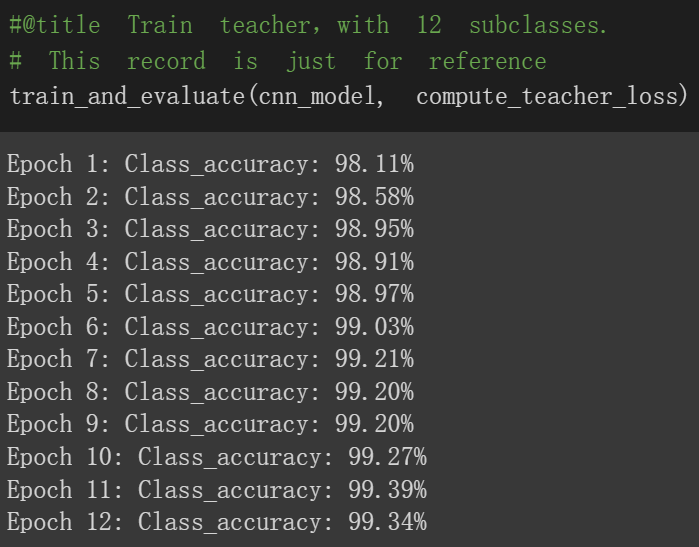 #@title Train teacher, with 12 subclasses.
# This record is just for reference
train_and_evaluate(cnn_model, compute_teacher_loss)
Epoch 1: Class_accuracy: 98.11%
Epoch 2: Class_accuracy: 98.58%
Epoch 3: Class_accuracy: 98.95%
Epoch 4: Class_accuracy: 98.91%
Epoch 5: Class_accuracy: 98.97%
Epoch 6: Class_accuracy: 99.03%
Epoch 7: Class_accuracy: 99.21%
Epoch 8: Class_accuracy: 99.20%
Epoch 9: Class_accuracy: 99.20%
Epoch 10: Class_accuracy: 99.27%
Epoch 11: Class_accuracy: 99.39%
Epoch 12: Class_accuracy: 99.34%